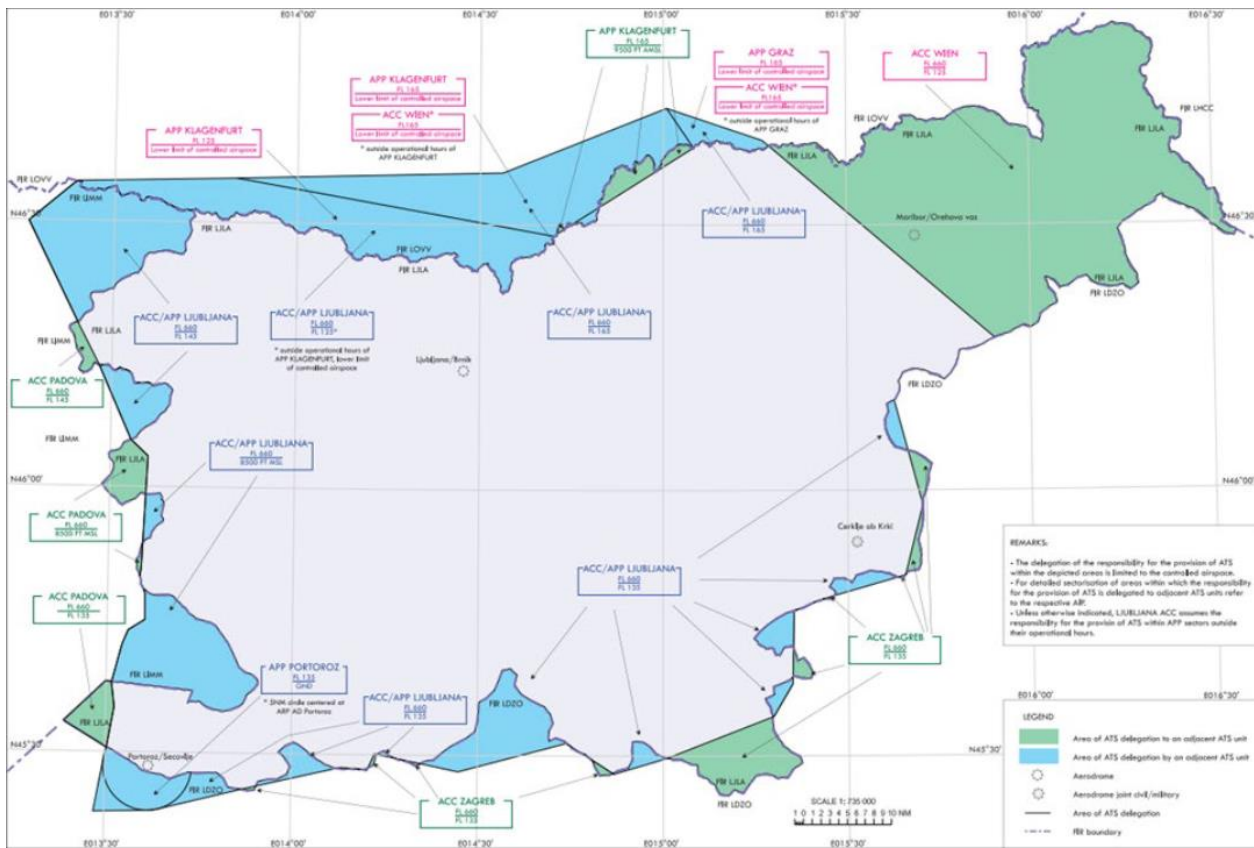 E013°30'
E014°00'
E014°30'
E015°00'
E015°30'
E016°00'
E016°30'
APP KLAGENFURT
FL 165
9500 FT AMSL
APP KLAGENFURT
FL 165
Lower limit of controlled airspace
ACC WIEN*
FL165
Lower limit of controlled airspace
* outside operational hours of
APP KLAGENFURT
APP GRAZ
FL 165
Lower limit of controlled airspace
ACC WIEN*
FL165
Lower limit of controlled airspace
* outside operational hours of
APP GRAZ
ACC WIEN
FL 660
FL 125
APP KLAGENFURT
FL 125
Lower limit of controlled airspace
FIR LHCC
FIR LJLA
FIR LOVV
FIR LJLA
FIR LJLA
FIR LOVV
FIR LIMM
N46°30'
N46°30'
FIR LJLA
FIR LOVV
FIR LJLA
ACC/APP LJUBLJANA
FL 660
FL 165
Maribor/Orehova vas
FIR LJLA
FIR LDZO
ACC/APP LJUBLJANA
FL 660
FL 145
ACC/APP LJUBLJANA
FL 660
FL 125*
* outside operational hours of
APP KLAGENFURT, lower limit
of controlled airspace
ACC/APP LJUBLJANA
FL 660
FL 165
FIR LJLA
FIR LIMM
Ljubljana/Brnik
ACC PADOVA
FL 660
FL 145
FIR LDZO
FIR LIMM
FIR LJLA
ACC/APP LJUBLJANA
FL 660
8500 FT MSL
N46°00'
N46°00'
ACC PADOVA
FL 660
8500 FT MSL
Cerklje ob Krki
ACC/APP LJUBLJANA
FL 660
FL 135
ACC PADOVA
FL 660
FL 135
ACC ZAGREB
FL 660
FL 135
REMARKS:
- The delegation of the responsibility for the provision of ATS
within the depicted areas is limited to the controlled airspace.
- For detailed sectorisation of areas within which the responsibility
for the provision of ATS is delegated to adjacent ATS units refer
to the respective AIP.
- Unless otherwise indicated, LJUBLJANA ACC assumes the
responsibility for the provisin of ATS within APP sectors outside
their operational hours.
FIR LIMM
APP PORTOROZ
FL 135
GND
* 5NM circle centered at
ARP AD Portoroz
ACC/APP LJUBLJANA
FL 660
FL 135
FIR LDZO
E016°00'
E016°30'
FIR LJLA
N45°30'
N45°30'
Portoroz/Secovlje
FIR LDZO
FIR LJLA
FIR LDZO
ACC ZAGREB
FL 660
FL 135
SCALE 1: 735 000
1 0 1 2 3 4 5 6 7 8 9 10 NM
LEGEND
Area of ATS delegation to an adjacent ATS unit
Area of ATS delegation by an adjacent ATS unit
Aerodrome
Aerodrome joint civil/military
Area of ATS delegation
FIR boundary
E013°30'
E014°00'
E014°30'
E015°00'
E015°30'